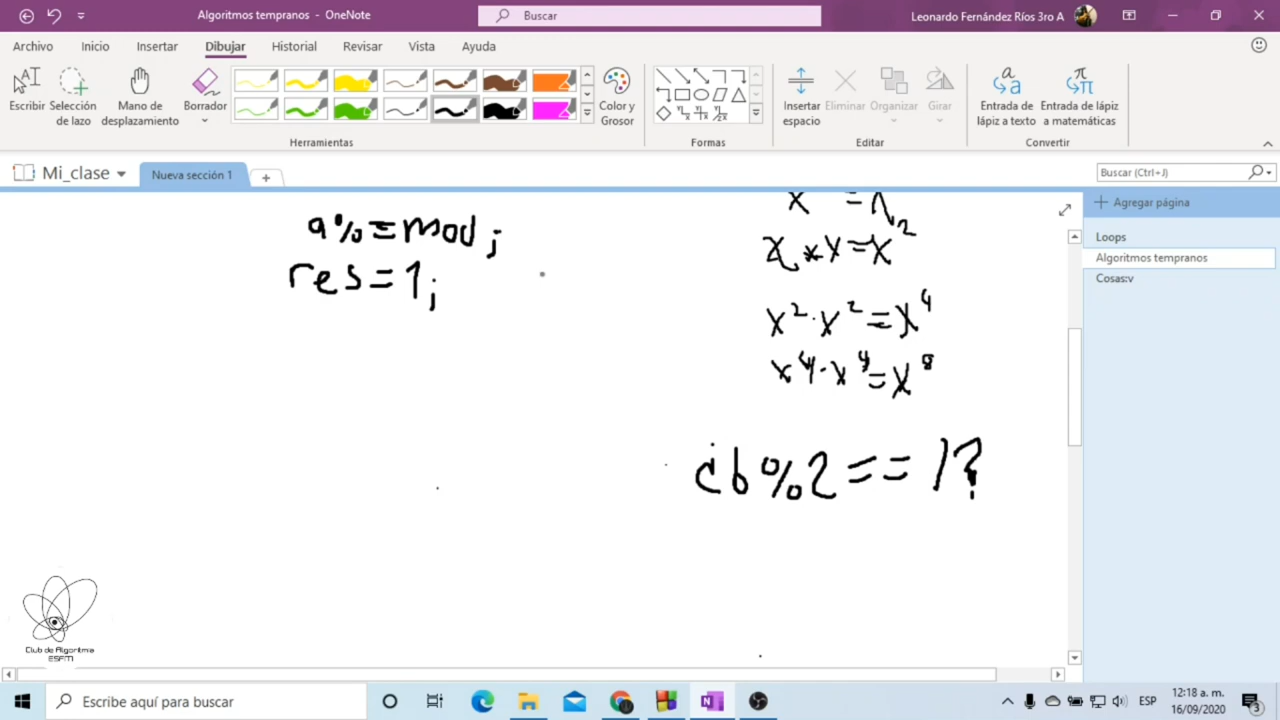 Algoritmos tempranos - OneNote
Buscar
Leonardo Fernández Ríos 3ro A
Archivo Inicio Insertar Dibujar Historial Revisar Vista Ayuda
Escribir
Selección de lazo
Mano de desplazamiento
Borrador
Color y Grosor
Insertar espacio
Eliminar
Organizar
Girar
Entrada de lápiz a texto
Entrada de lápiz a matemáticas
Herramientas
Formas
Editar
Convertir
Mi_clase
Nueva sección 1
Buscar (Ctrl+J)
Agregar página
Loops
Algoritmos tempranos
Cosas:v
a%=mod;
res=1;
x*x=x²
x²·x²=x⁴
x⁴·x⁴=x⁸
¿b%2==1?
Club de Algoritmia
ESFM
Escribe aquí para buscar
ESP
12:18 a. m.
16/09/2020
3